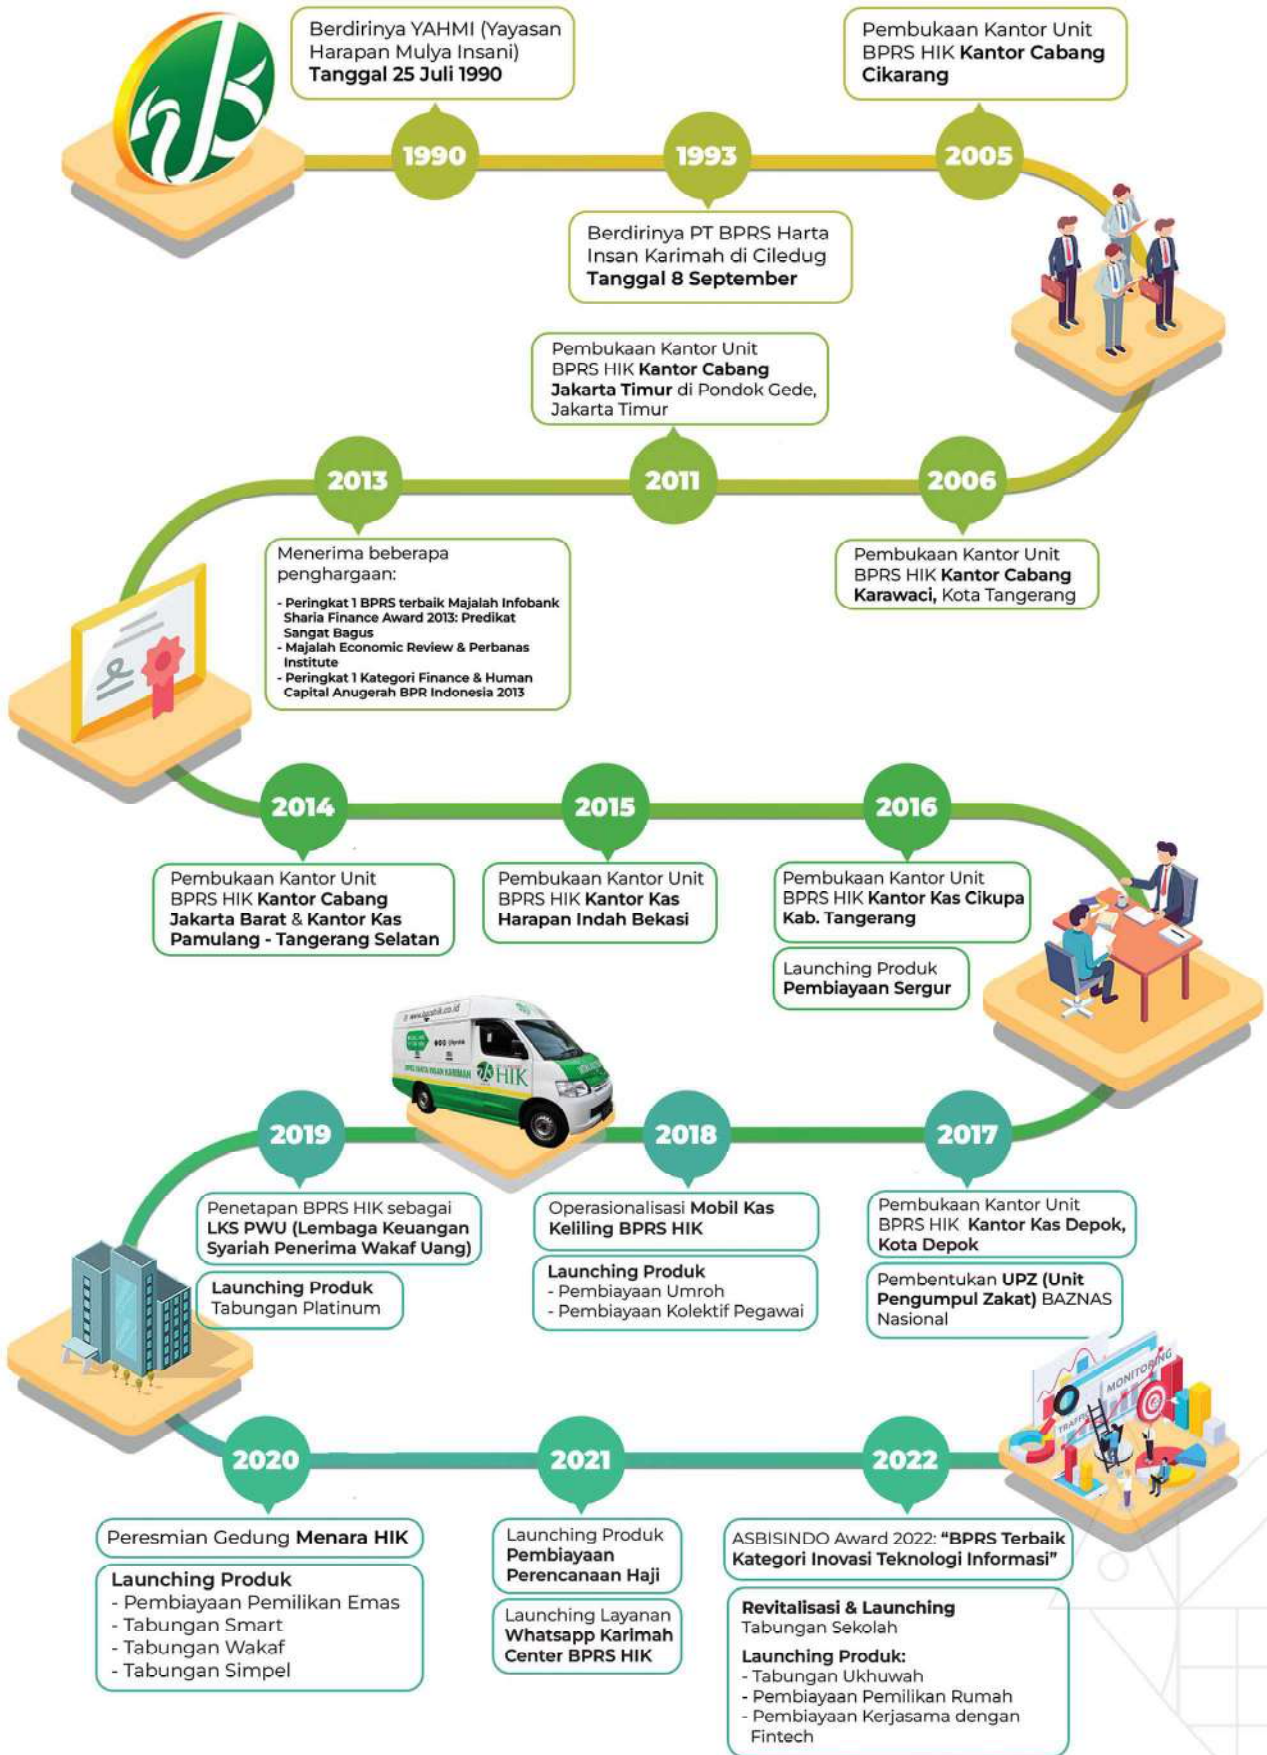 Berdirinya YAHMI (Yayasan
Harapan Mulya Insani)
Tanggal 25 Juli 1990
1990
1993
Berdirinya PT BPRS Harta
Insan Karimah di Ciledug
Tanggal 8 September
Pembukaan Kantor Unit
BPRS HIK Kantor Cabang
Cikarang
2005
2006
Pembukaan Kantor Unit
BPRS HIK Kantor Cabang
Karawaci, Kota Tangerang
Pembukaan Kantor Unit
BPRS HIK Kantor Cabang
Jakarta Timur di Pondok Gede,
Jakarta Timur
2011
2013
Menerima beberapa
penghargaan:
- Peringkat 1 BPRS terbaik Majalah Infobank
Sharia Finance Award 2013: Predikat
Sangat Bagus
- Majalah Economic Review & Perbanas
Institute
- Peringkat 1 Kategori Finance & Human
Capital Anugerah BPR Indonesia 2013
2014
Pembukaan Kantor Unit
BPRS HIK Kantor Cabang
Jakarta Barat & Kantor Kas
Pamulang - Tangerang Selatan
2015
Pembukaan Kantor Unit
BPRS HIK Kantor Kas
Harapan Indah Bekasi
2016
Pembukaan Kantor Unit
BPRS HIK Kantor Kas Cikupa
Kab. Tangerang
Launching Produk
Pembiayaan Sergur
2017
Pembukaan Kantor Unit
BPRS HIK Kantor Kas Depok,
Kota Depok
Pembentukan UPZ (Unit
Pengumpul Zakat) BAZNAS
Nasional
2018
Operasionalisasi Mobil Kas
Keliling BPRS HIK
Launching Produk
- Pembiayaan Umroh
- Pembiayaan Kolektif Pegawai
www.bprshik.co.id
BPRS HARTA INSAN KARIMAH
HIK
2019
Penetapan BPRS HIK sebagai
LKS PWU (Lembaga Keuangan
Syariah Penerima Wakaf Uang)
Launching Produk
Tabungan Platinum
2020
Peresmian Gedung Menara HIK
Launching Produk
- Pembiayaan Pemilikan Emas
- Tabungan Smart
- Tabungan Wakaf
- Tabungan Simpel
2021
Launching Produk
Pembiayaan
Perencanaan Haji
Launching Layanan
Whatsapp Karimah
Center BPRS HIK
2022
ASBISINDO Award 2022: “BPRS Terbaik
Kategori Inovasi Teknologi Informasi”
Revitalisasi & Launching
Tabungan Sekolah
Launching Produk:
- Tabungan Ukhuwah
- Pembiayaan Pemilikan Rumah
- Pembiayaan Kerjasama dengan
Fintech
MONITORING
TRAFFIC